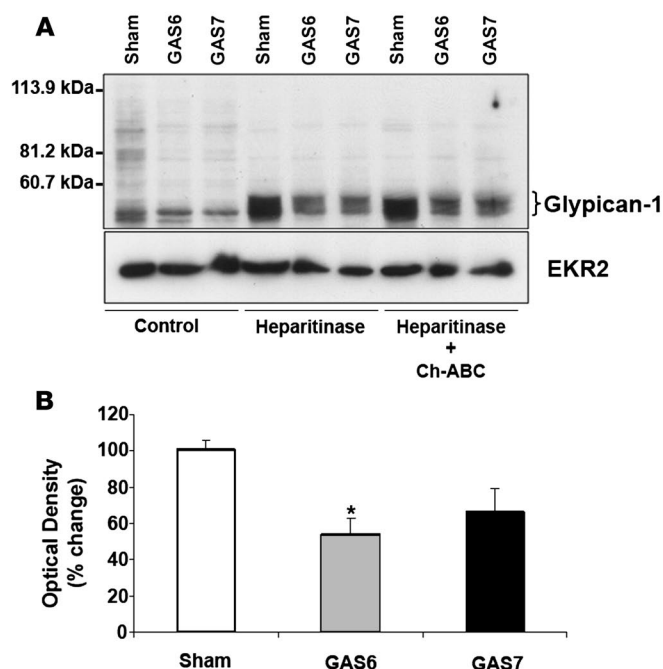 A
Sham GAS6 GAS7 Sham GAS6 GAS7 Sham GAS6 GAS7
113.9 kDa
81.2 kDa
60.7 kDa
Glypican-1
EKR2
Control Heparitinase Heparitinase
+
Ch-ABC
B
Optical Density
(% change)
120
100
80
60
40
20
0
*
Sham GAS6 GAS7